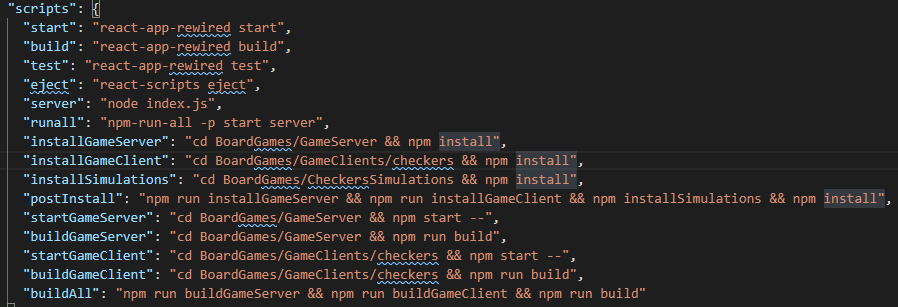 "scripts": {
"start": "react-app-rewired start",
"build": "react-app-rewired build",
"test": "react-app-rewired test",
"eject": "react-scripts eject",
"server": "node index.js",
"runall": "npm-run-all -p start server",
"installGameServer": "cd BoardGames/GameServer && npm install",
"installGameClient": "cd BoardGames/GameClients/checkers && npm install",
"installSimulations": "cd BoardGames/CheckersSimulations && npm install",
"postInstall": "npm run installGameServer && npm run installGameClient && npm installSimulations && npm install",
"startGameServer": "cd BoardGames/GameServer && npm start --",
"buildGameServer": "cd BoardGames/GameServer && npm run build",
"startGameClient": "cd BoardGames/GameClients/checkers && npm start --",
"buildGameClient": "cd BoardGames/GameClients/checkers && npm run build",
"buildAll": "npm run buildGameServer && npm run buildGameClient && npm run build"